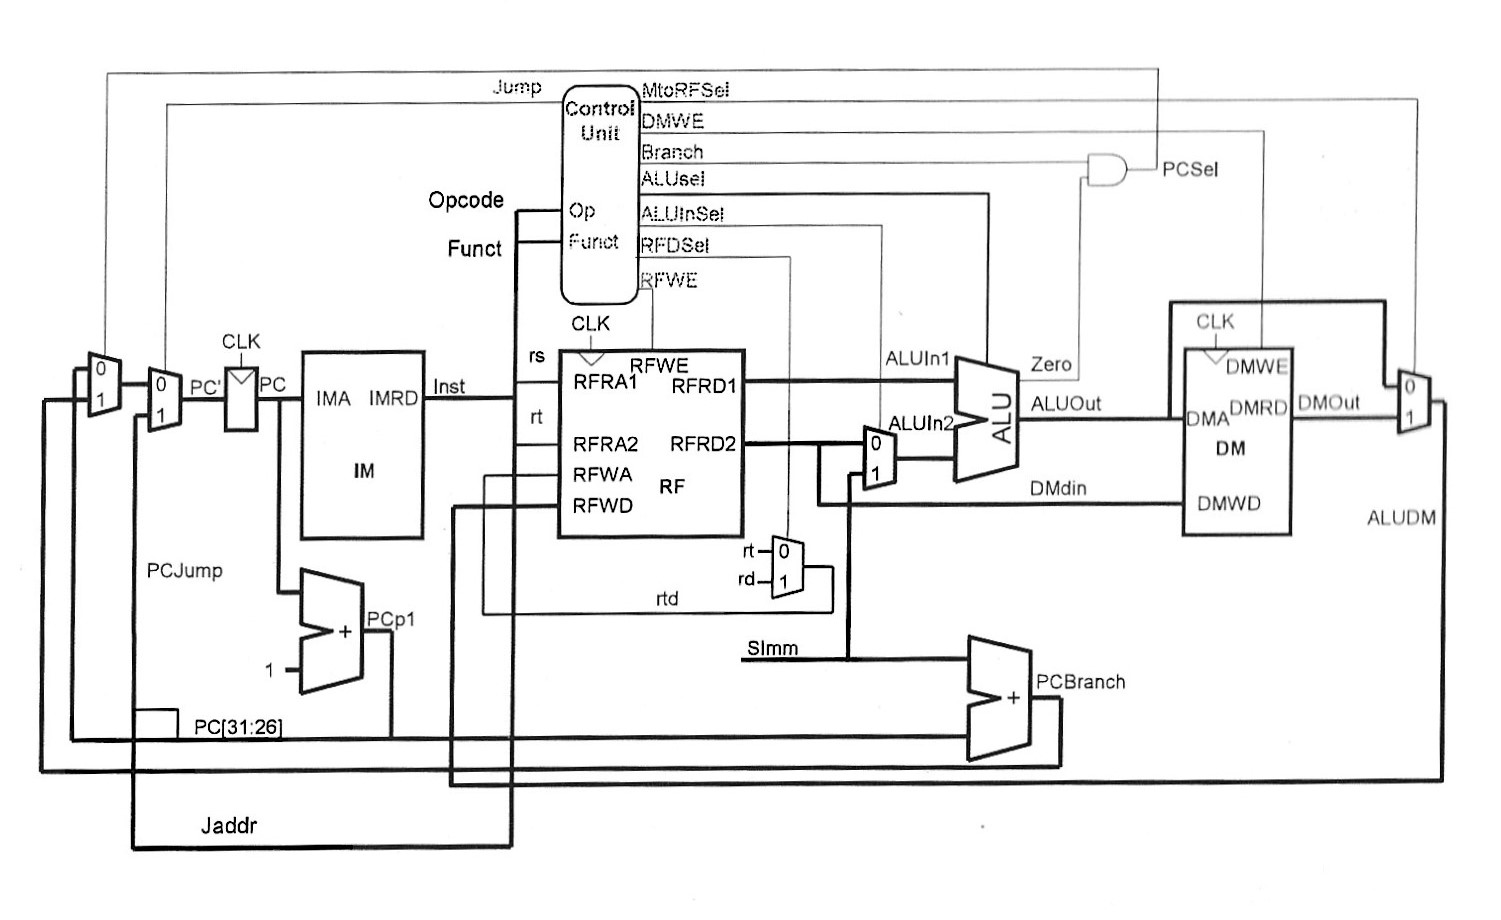 Jump
MtoRFSel
Control
Unit
DMWE
Branch
PCSel
ALUsel
Opcode
Op
ALUInSel
Funct
Funct
RFDSel
RFWE
CLK
CLK
CLK
rs
RFWE
ALUIn1
Zero
DMWE
0
1
0
1
PC'
PC
IMA
IMRD
Inst
RFRA1
RFRD1
rt
ALUIn2
ALU
ALUOut
DMA
DMRD
DMOut
0
1
RFRA2
RFRD2
0
1
IM
DM
RFWA
RF
DMdin
RFWD
DMWD
ALUDM
rt
0
rd
1
PCJump
rtd
PCp1
+
1
SImm
PCBranch
+
PC[31:26]
Jaddr